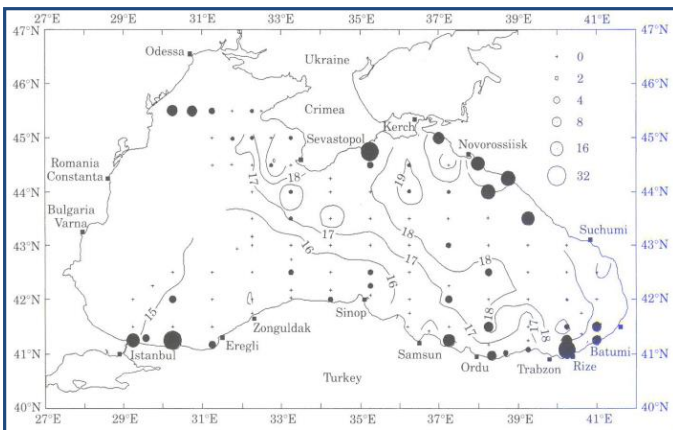 27°E 29°E 31°E 33°E 35°E 37°E 39°E 41°E
47°N 47°N
Odessa
Ukraine
0
46°N 46°N
2
4
Crimea
8
45°N Sevastopol Kerch Novorossiisk 16 45°N
32
Romania
Constanta
18
17
19
44°N 44°N
Bulgaria
Varna
17
18
Suchumi
43°N 16 17 43°N
16
18
15
42°N Sinop 42°N
18
Zonguldak 17 17 18
Istanbul Eregli Samsun Batumi
41°N Ordu Trabzon Rize 41°N
Turkey
40°N 40°N
27°E 29°E 31°E 33°E 35°E 37°E 39°E 41°E